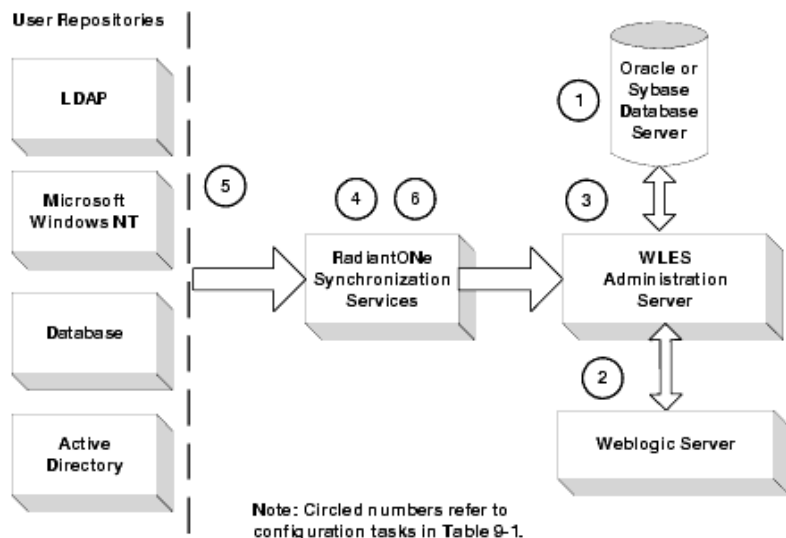 User Repositories
LDAP
Microsoft
Windows NT
Database
Active
Directory
5
4
6
RadiantONe
Synchronization
Services
1
Oracle or
Sybase
Database
Server
3
WLES
Administration
Server
2
Weblogic Server
Note: Circled numbers refer to
configuration tasks in Table 9-1.